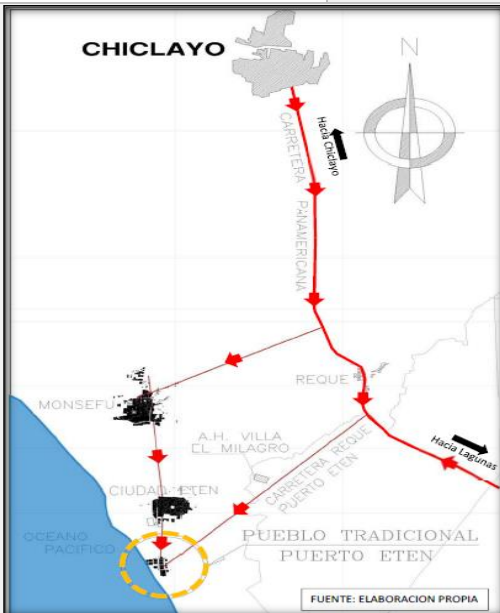 CHICLAYO
N
Hacia Chiclayo
CARRETERA PANAMERICANA
REQUE
MONSEFU
A.H. VILLA
EL MILAGRO
Hacia Lagunas
CARRETERA REQUE
PUERTO ETEN
CIUDAD ETEN
OCEANO
PACIFICO
PUEBLO TRADICIONAL
PUERTO ETEN
FUENTE: ELABORACION PROPIA